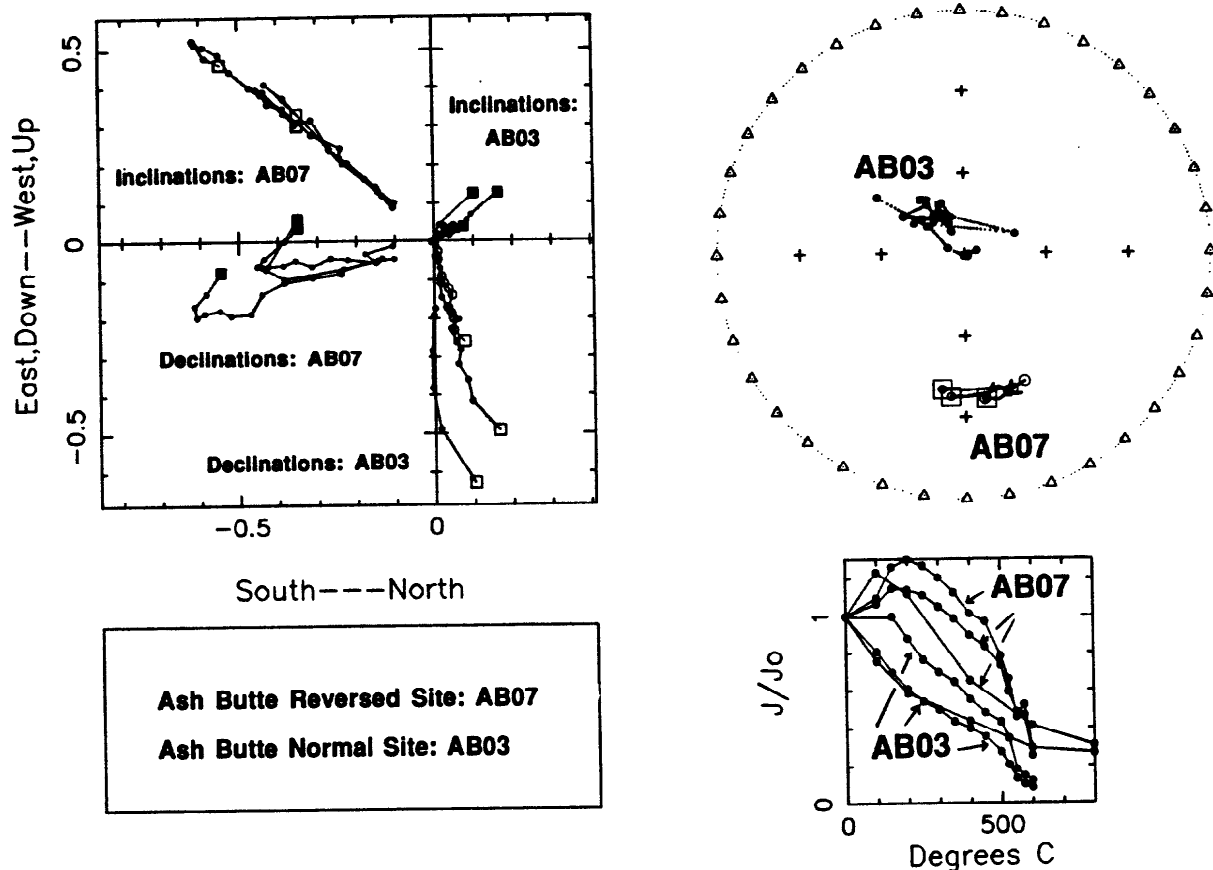 East,Down---West,Up
0.5
0
-0.5
Inclinations:
AB03
Inclinations: AB07
Declinations: AB07
Declinations: AB03
-0.5
0
South---North
Ash Butte Reversed Site: AB07
Ash Butte Normal Site: AB03
AB03
AB07
J/Jo
1
0
AB07
AB03
0
500
Degrees C